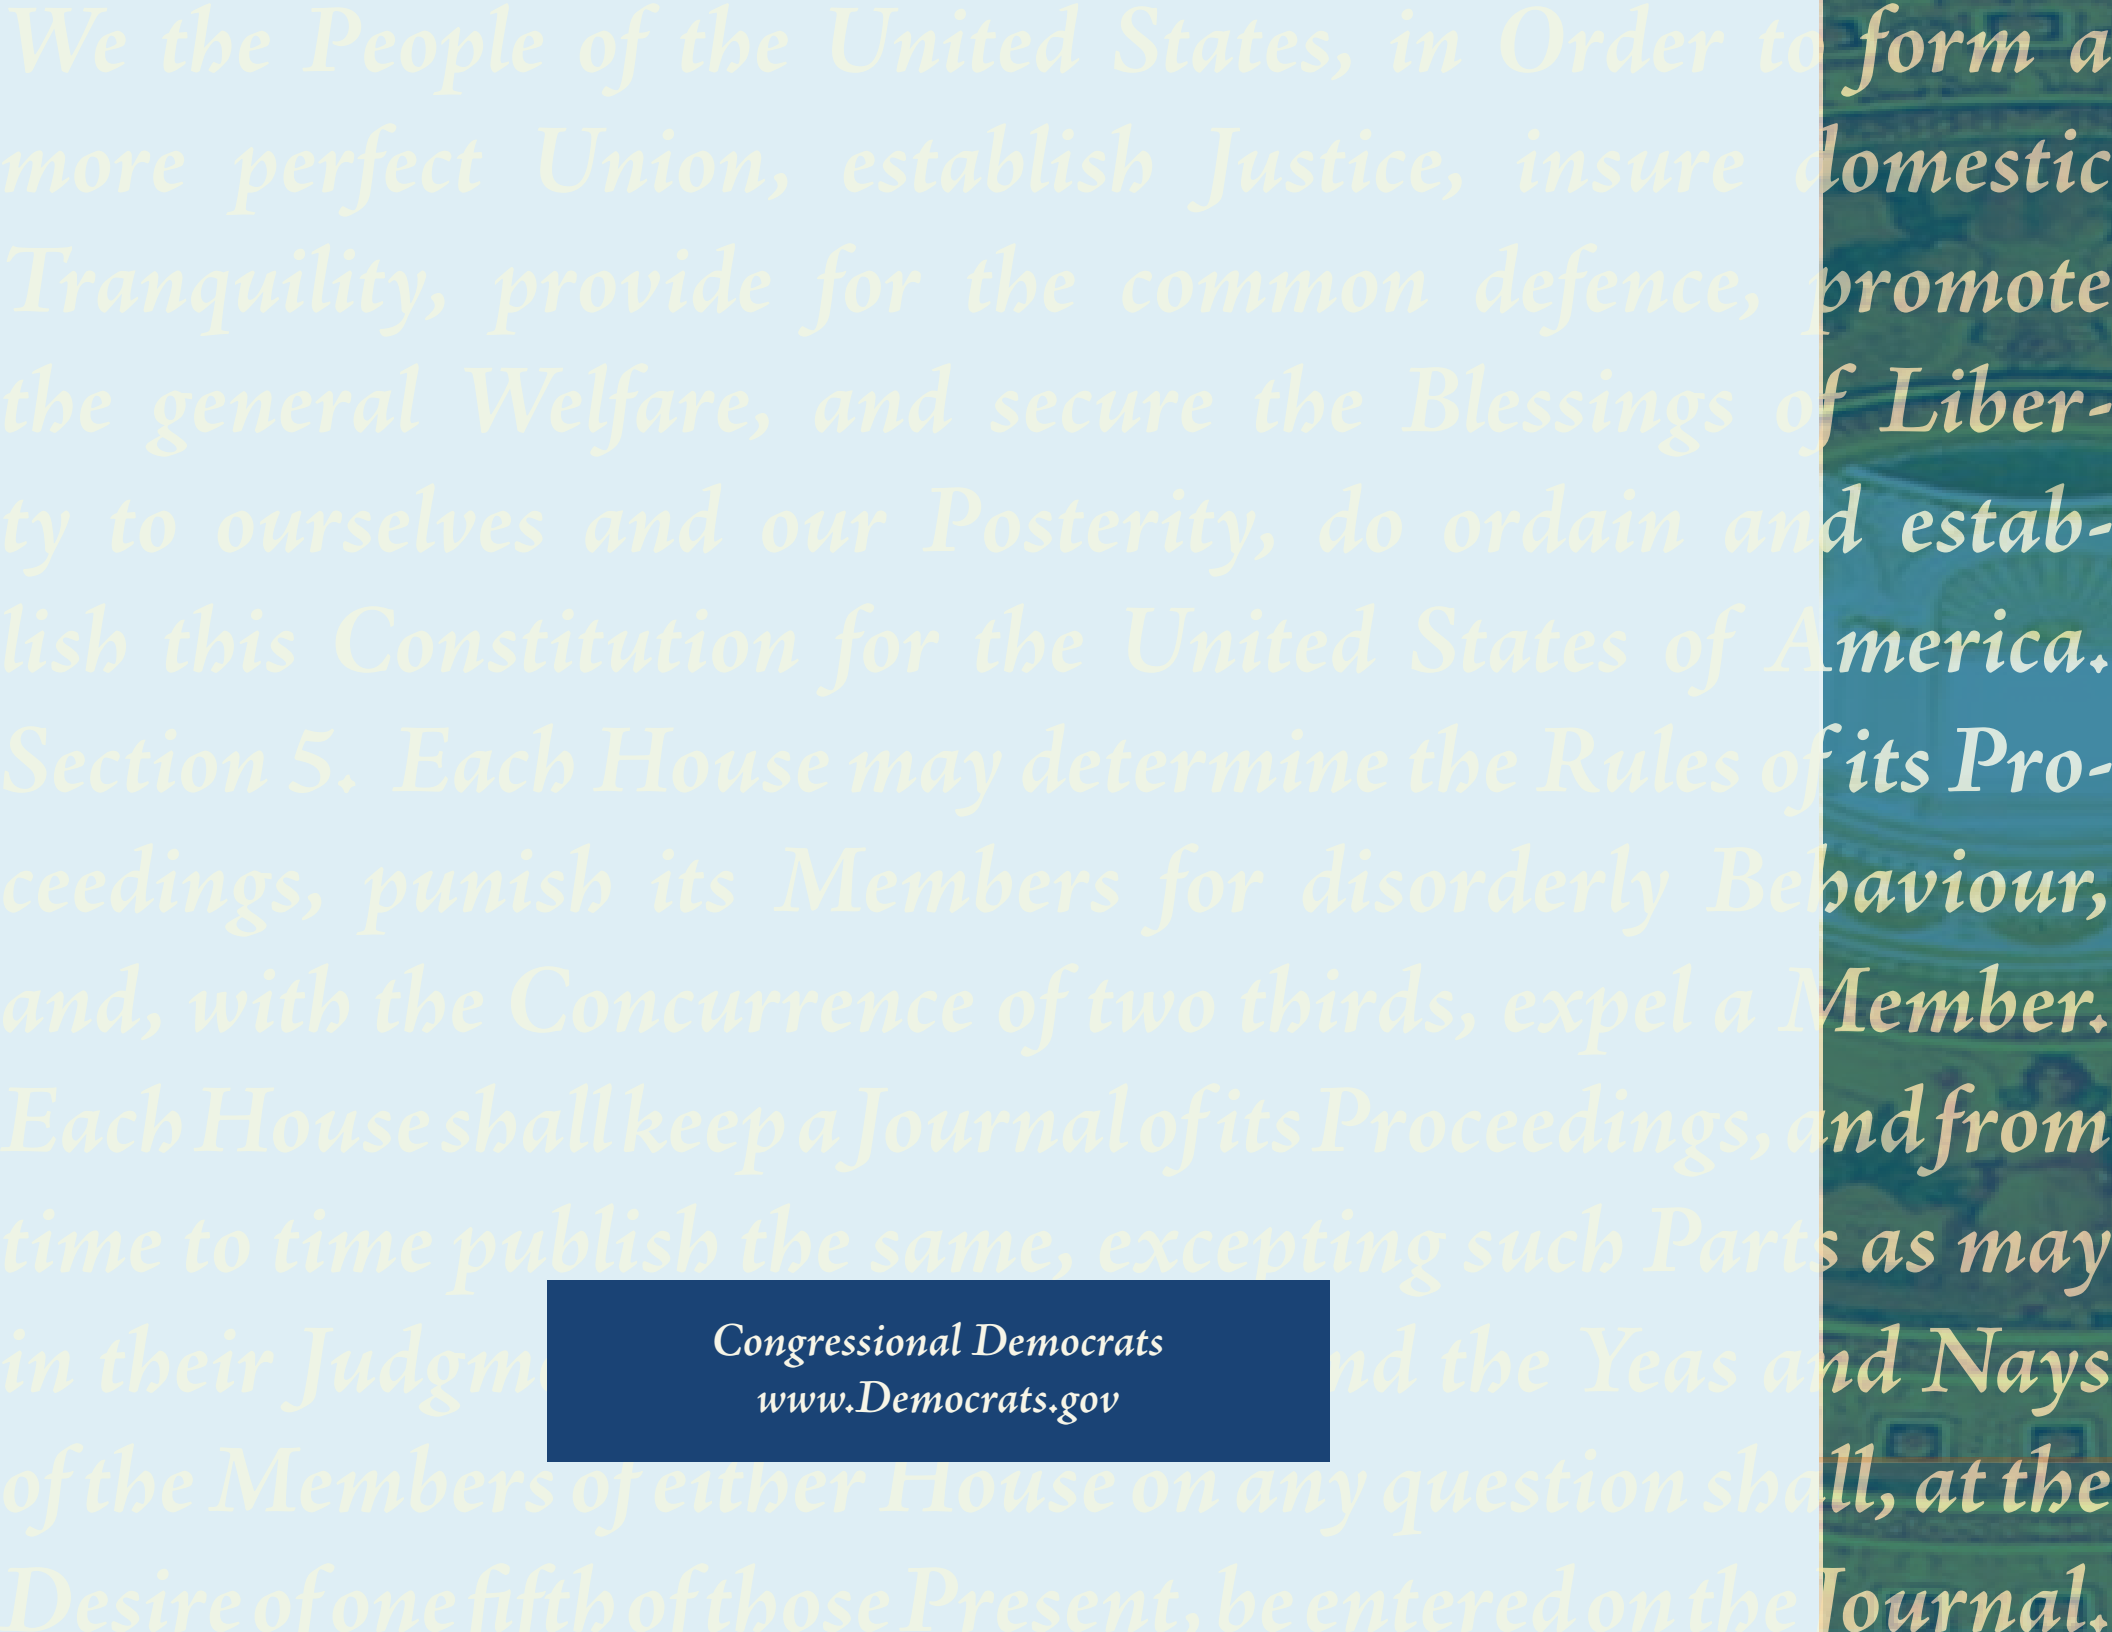 We the People of the United States, in Order to form a
more perfect Union, establish Justice, insure domestic
Tranquility, provide for the common defence, promote
the general Welfare, and secure the Blessings of Liber-
ty to ourselves and our Posterity, do ordain and estab-
lish this Constitution for the United States of America.
Section 5. Each House may determine the Rules of its Pro-
ceedings, punish its Members for disorderly Behaviour,
and, with the Concurrence of two thirds, expel a Member.
Each House shall keep a Journal of its Proceedings, and from
time to time publish the same, excepting such Parts as may
in their Judgm nd the Yeas and Nays
Congressional Democrats
www.Democrats.gov
of the Members of either House on any question shall, at the
Desire of one fifth of those Present, be entered on the Journal.